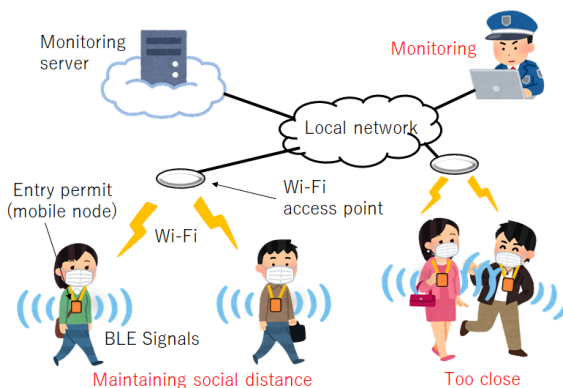 Monitoring
server
Monitoring
Local network
Entry permit
(mobile node)
Wi-Fi
access point
Wi-Fi
BLE Signals
Maintaining social distance
Too close